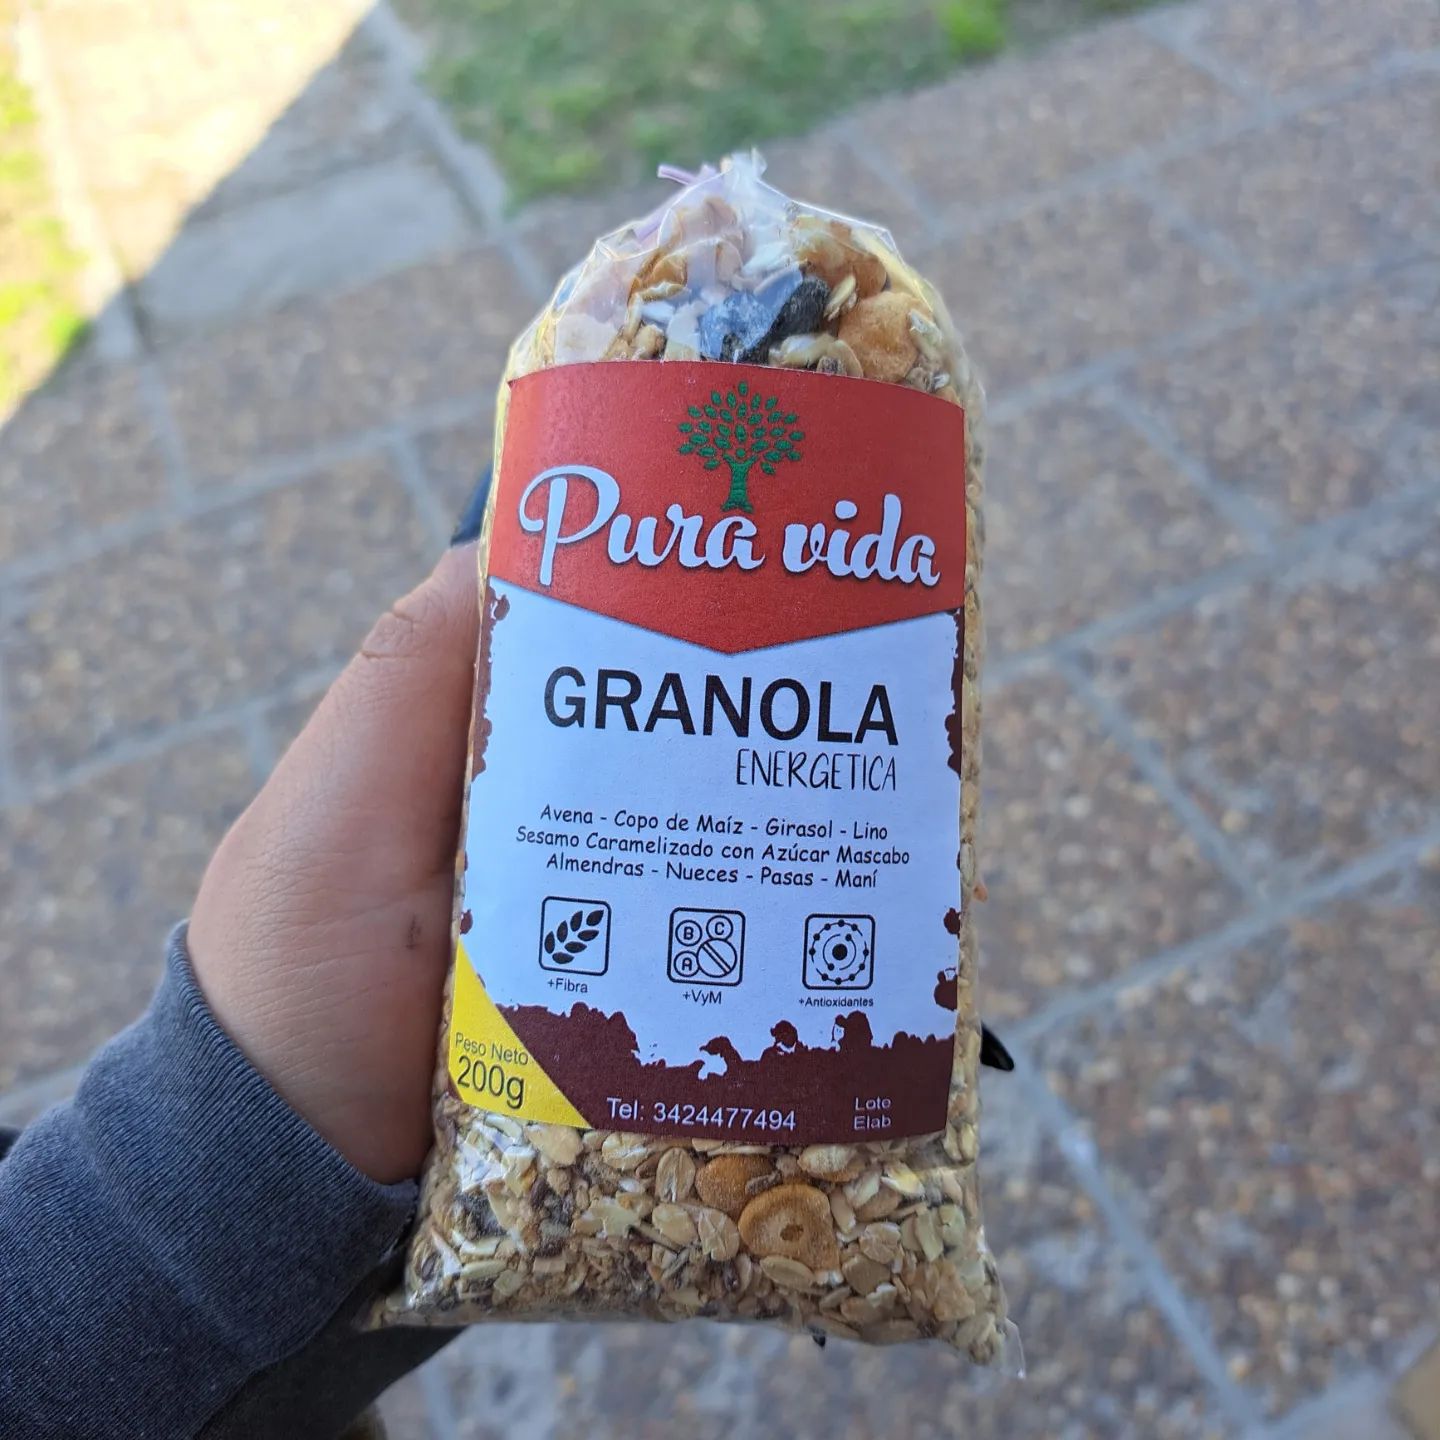 Pura vida
GRANOLA
ENERGETICA
Avena - Copo de Maíz - Girasol - Lino
Sesamo Caramelizado con Azúcar Mascabo
Almendras - Nueces - Pasas - Maní
B C
A
+Fibra
+VyM
+Antioxidantes
Peso Neto
200g
Tel: 3424477494
Lote
Elab